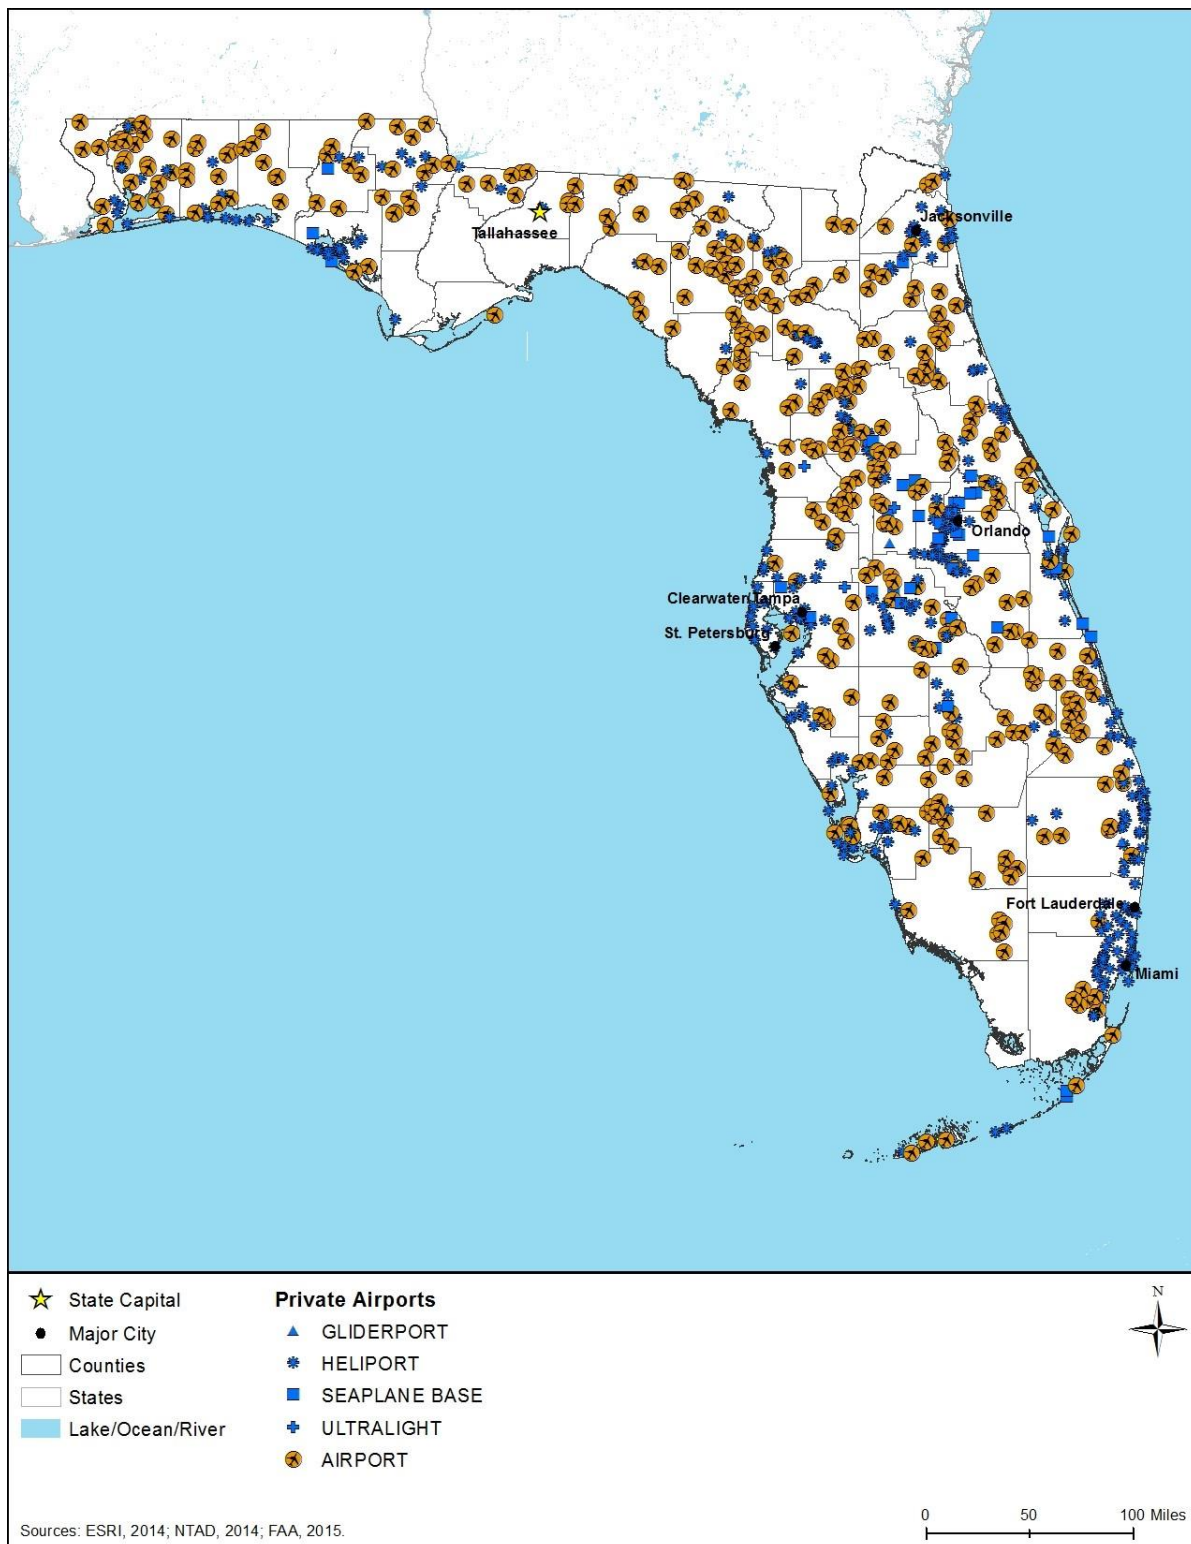 Jacksonville
Tallahassee
Orlando
Clearwater
Tampa
St. Petersburg
Fort Lauderdale
Miami
State Capital
Major City
Counties
States
Lake/Ocean/River
Private Airports
GLIDERPORT
HELIPORT
SEAPLANE BASE
ULTRALIGHT
AIRPORT
N
0 50 100 Miles
Sources: ESRI, 2014; NTAD, 2014; FAA, 2015.